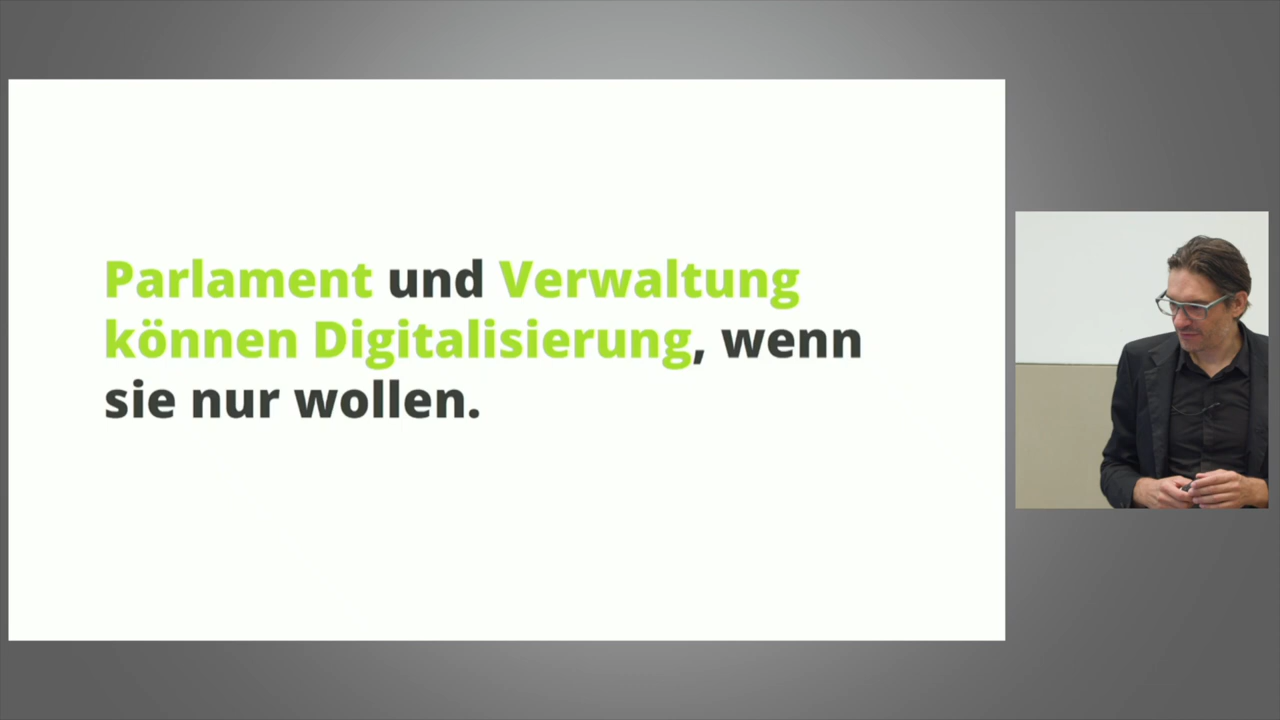 Parlament und Verwaltung
können Digitalisierung, wenn
sie nur wollen.